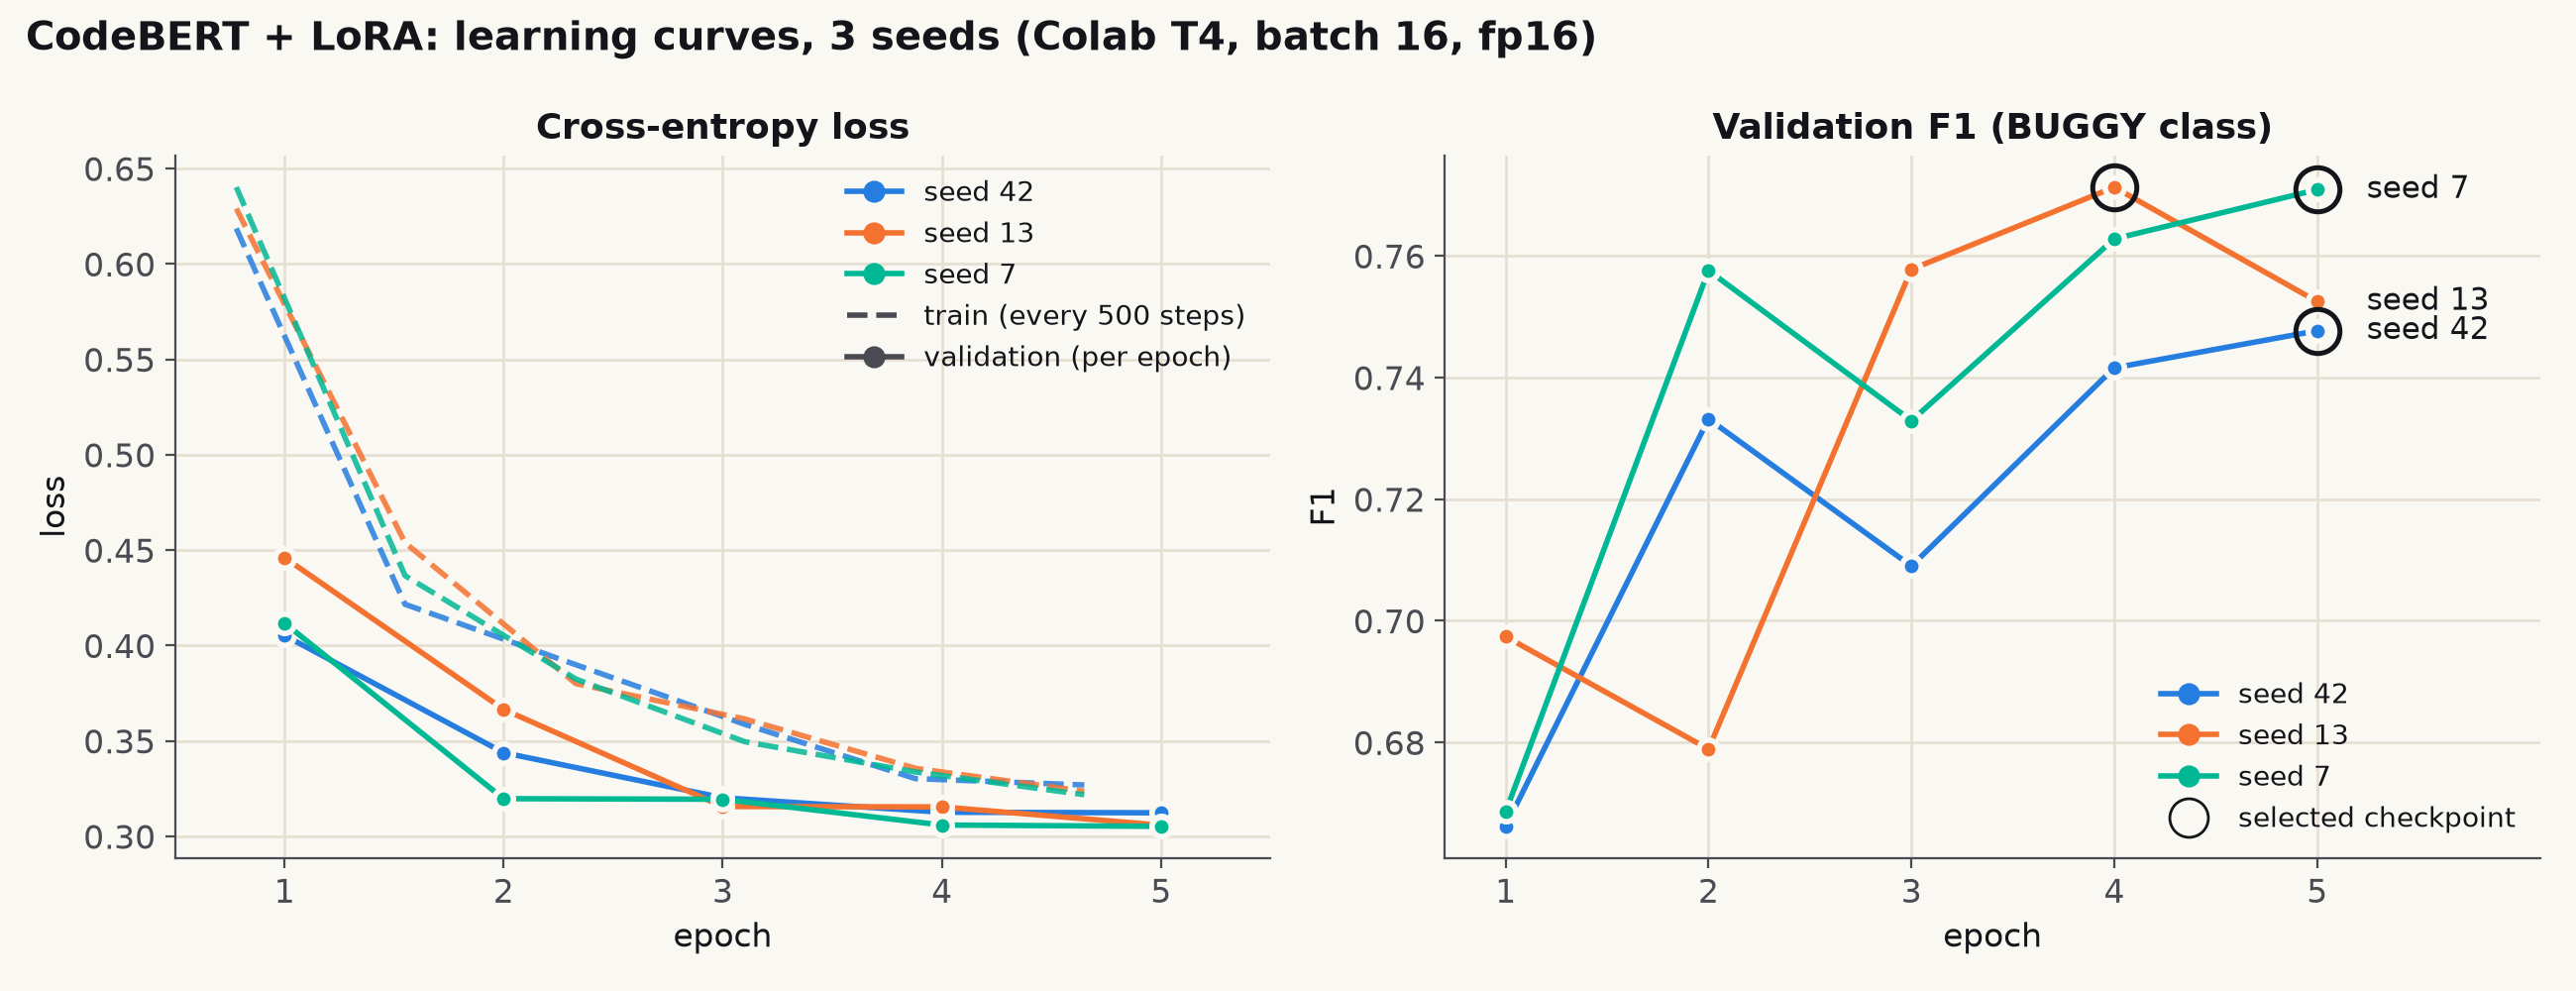 CodeBERT + LoRA: learning curves, 3 seeds (Colab T4, batch 16, fp16)
Cross-entropy loss
0.65
0.60
0.55
0.50
0.45
0.40
0.35
0.30
loss
1 2 3 4 5
epoch
seed 42
seed 13
seed 7
train (every 500 steps)
validation (per epoch)
Validation F1 (BUGGY class)
0.76
0.74
0.72
0.70
0.68
F1
1 2 3 4 5
epoch
seed 7
seed 13
seed 42
seed 42
seed 13
seed 7
selected checkpoint